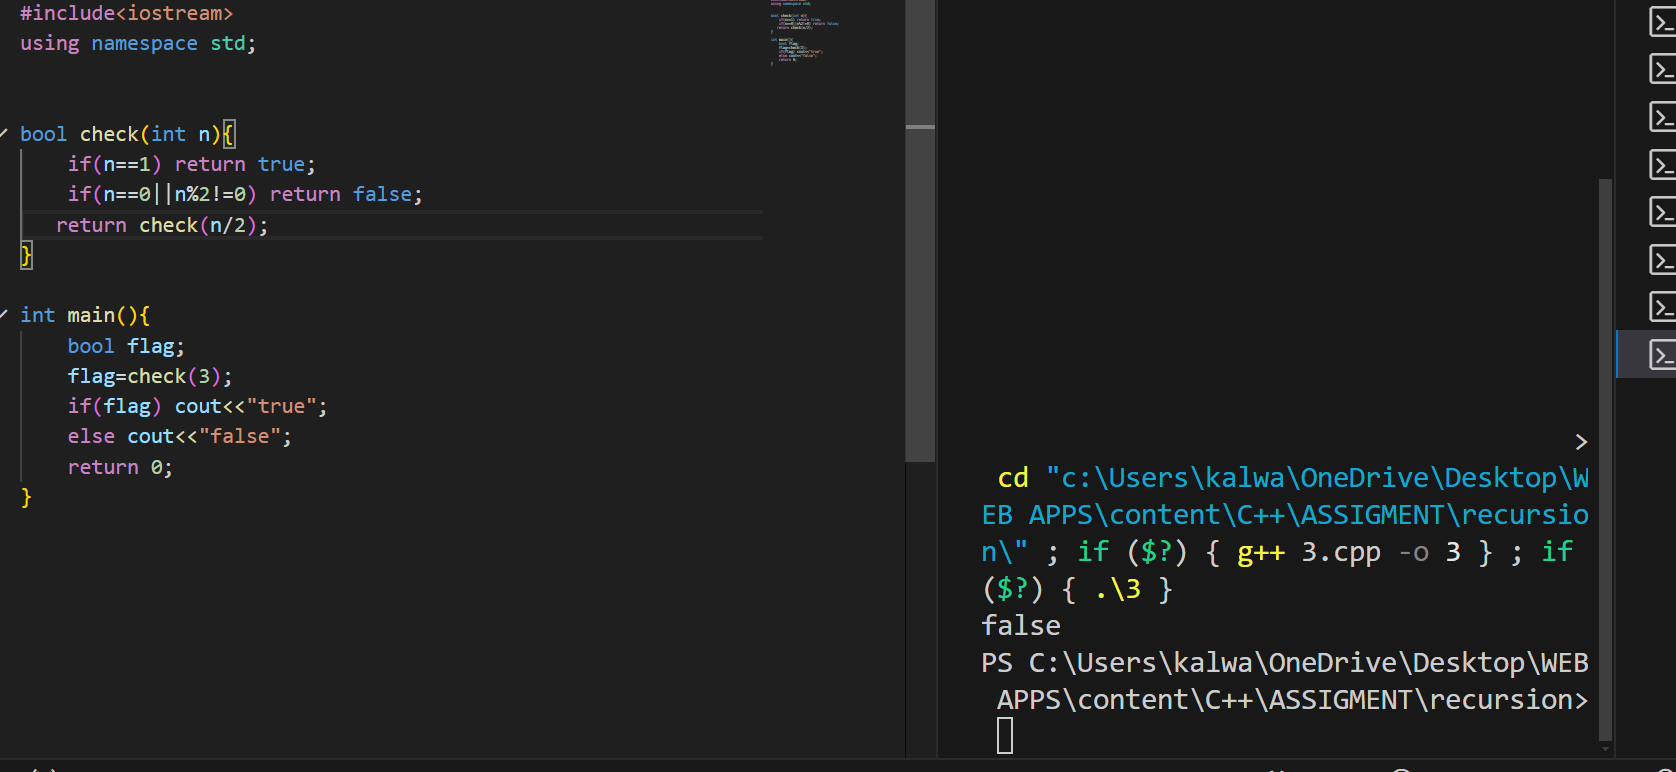 #include<iostream>
using namespace std;
bool check(int n){
if(n==1) return true;
if(n==0||n%2!=0) return false;
return check(n/2);
}
int main(){
bool flag;
flag=check(3);
if(flag) cout<<"true";
else cout<<"false";
return 0;
}
>
cd "c:\Users\kalwa\OneDrive\Desktop\W
EB APPS\content\C++\ASSIGMENT\recursio
n\" ; if ($?) { g++ 3.cpp -o 3 } ; if
($?) { .\3 }
false
PS C:\Users\kalwa\OneDrive\Desktop\WEB
APPS\content\C++\ASSIGMENT\recursion>